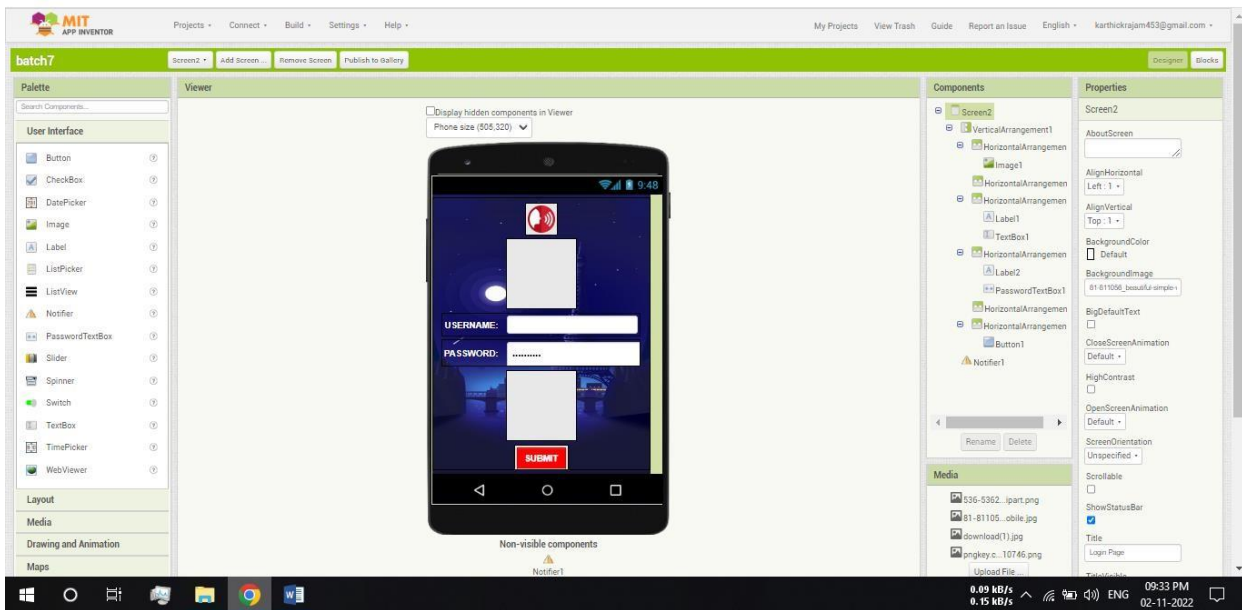 MIT
APP INVENTOR
Projects Connect Build Settings Help
My Projects View Trash Guide Report an Issue English karthickrajam453@gmail.com
batch7
Screen2 Add Screen ... Remove Screen Publish to Gallery
Designer Blocks
Palette
Search Components...
User Interface
Button
CheckBox
DatePicker
Image
Label
ListPicker
ListView
Notifier
PasswordTextBox
Slider
Spinner
Switch
TextBox
TimePicker
WebViewer
Layout
Media
Drawing and Animation
Maps
Viewer
Display hidden components in Viewer
Phone size (505,320)
9:48
USERNAME:
PASSWORD: ..........
SUBMIT
Non-visible components
Notifier1
Components
Screen2
VerticalArrangement1
HorizontalArrangemen
Image1
HorizontalArrangemen
HorizontalArrangemen
Label1
TextBox1
HorizontalArrangemen
Label2
PasswordTextBox1
HorizontalArrangemen
HorizontalArrangemen
Button1
Notifier1
Rename Delete
Media
536-5362...ipart.png
81-81105...obile.jpg
download(1).jpg
pngkey.c...10746.png
Upload File ...
Properties
Screen2
AboutScreen
AlignHorizontal
Left : 1
AlignVertical
Top : 1
BackgroundColor
Default
BackgroundImage
81-811056_beautiful-simple-
BigDefaultText
CloseScreenAnimation
Default
HighContrast
OpenScreenAnimation
Default
ScreenOrientation
Unspecified
Scrollable
ShowStatusBar
Title
Login Page
TitleVisible
0.09 kB/s
0.15 kB/s
ENG
09:33 PM
02-11-2022